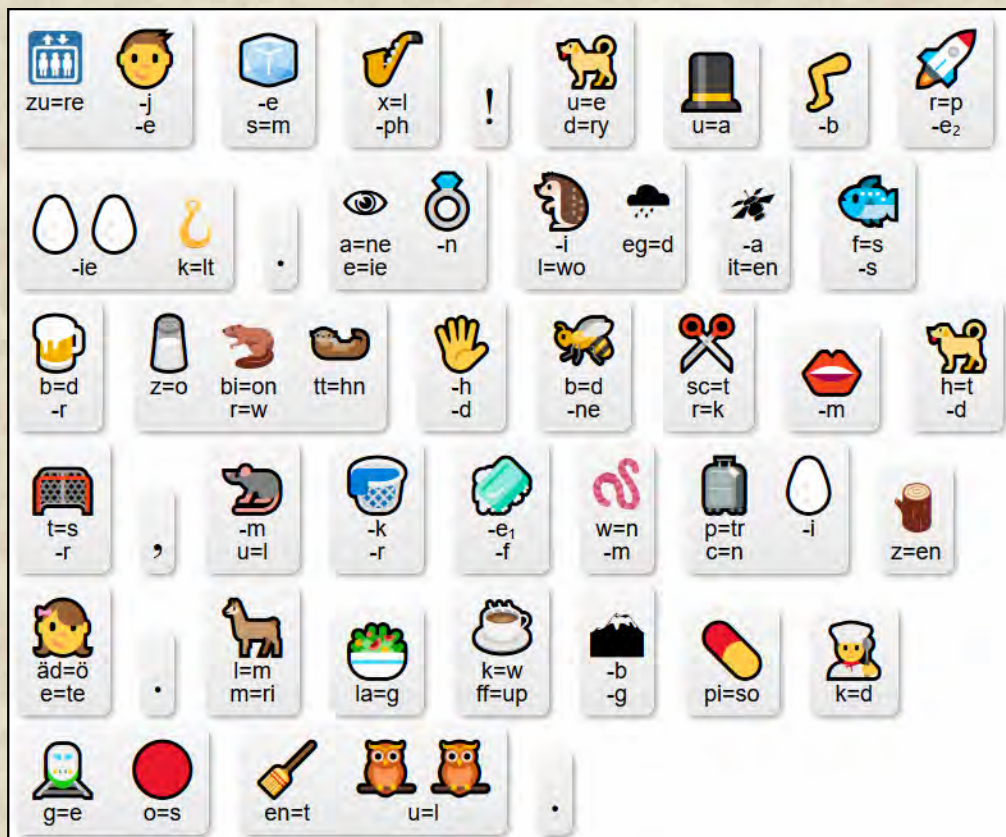 zu=re -j -e x=l ! u=e u=a -b r=p
-e s=m -ph d=ry -e₂
-ie k=lt . a=ne -n -i eg=d -a f=s
e=ie l=wo it=en -s
b=d z=o bi=on tt=hn -h b=d sc=t -m h=t
-r r=w -d -ne r=k -d
t=s , -m -k -e₁ w=n p=tr -i z=en
-r u=l -r -f -m c=n
äd=ö . l=m la=g k=w -b pi=so k=d
e=te m=ri ff=up -g
g=e o=s en=t u=l .